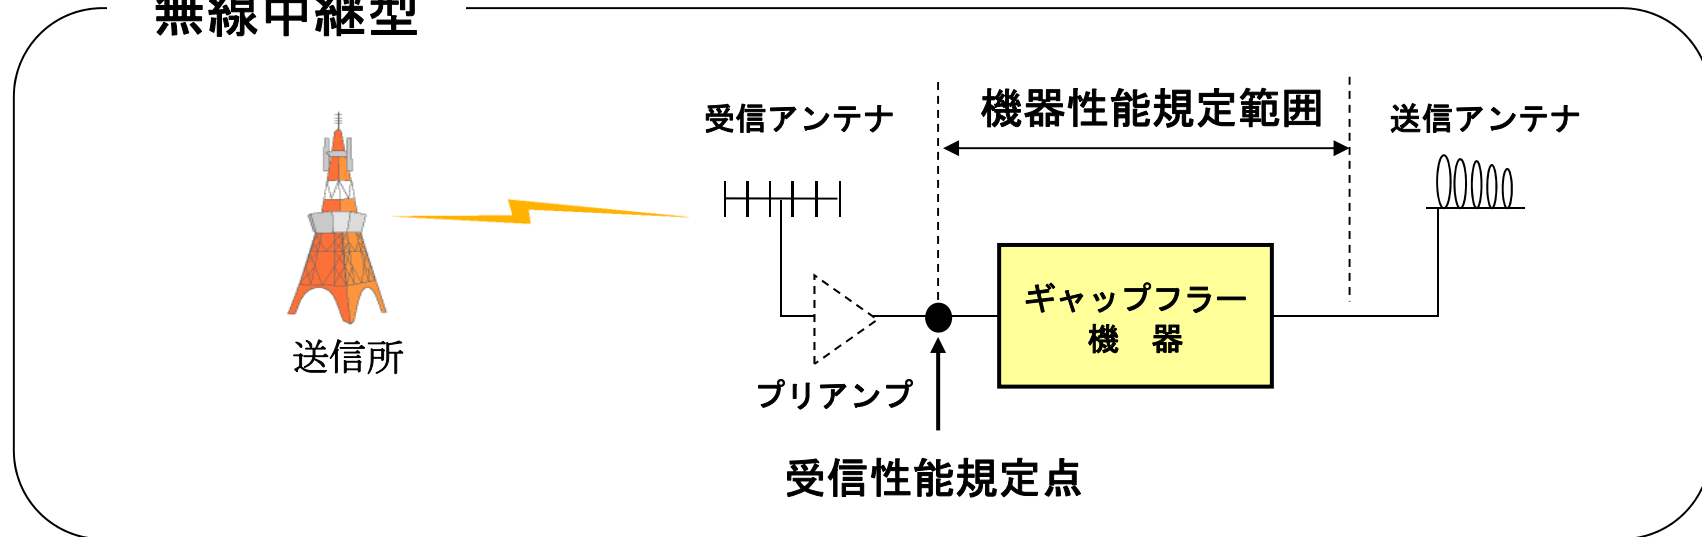 無線中継型
受信アンテナ
機器性能規定範囲
送信アンテナ
ギャップフラー
機　器
送信所
プリアンプ
受信性能規定点